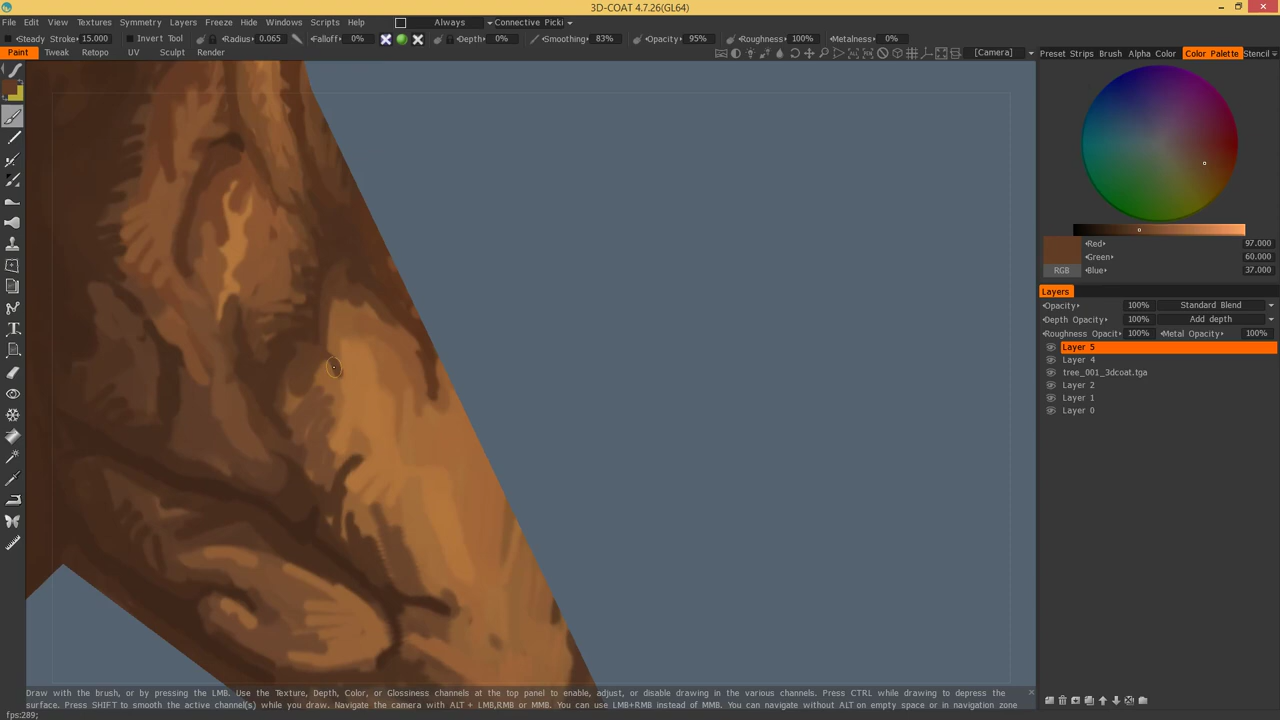 3D-COAT 4.7.26(GL64)
File Edit View Textures Symmetry Layers Freeze Hide Windows Scripts Help Always Connective Picki
Steady Stroke 15.000 Invert Tool Radius 0.065 Falloff 0% Depth 0% Smoothing 83% Opacity 95% Roughness 100% Metalness 0%
Paint Tweak Retopo UV Sculpt Render [Camera] Preset Strips Brush Alpha Color Color Palette Stencil
Red 97.000
Green 60.000
RGB Blue 37.000
Layers
Opacity 100% Standard Blend
Depth Opacity 100% Add depth
Roughness Opacit 100% Metal Opacity 100%
Layer 5
Layer 4
tree_001_3dcoat.tga
Layer 2
Layer 1
Layer 0
Draw with the brush, or by pressing the LMB. Use the Texture, Depth, Color, or Glossiness channels at the top panel to enable, adjust, or disable drawing in the various channels. Press CTRL while drawing to depress the
surface. Press SHIFT to smooth the active channel(s) while you draw. Navigate the camera with ALT + LMB,RMB or MMB. You can use LMB+RMB instead of MMB. You can navigate without ALT on empty space or in navigation zone
fps:289;